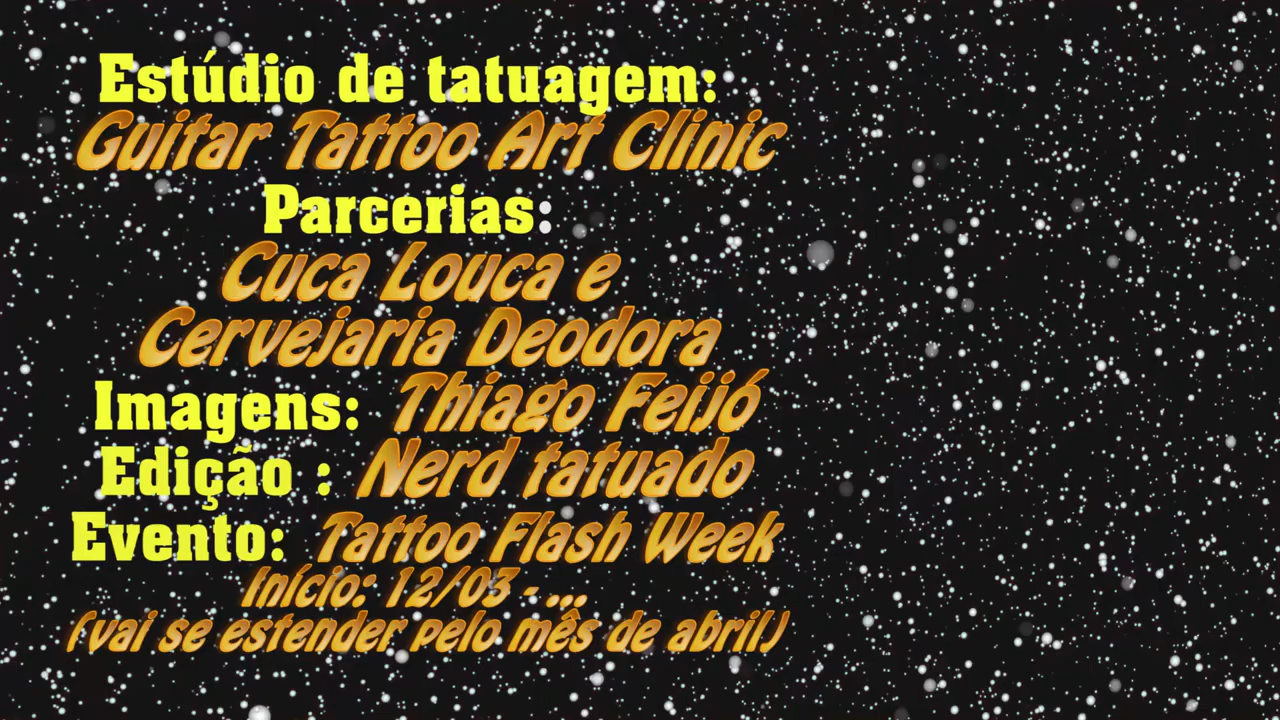 Estúdio de tatuagem:
Guitar Tattoo Art Clinic
Parcerias:
Cuca Louca e
Cervejaria Deodora
Imagens: Thiago Feijó
Edição : Nerd tatuado
Evento: Tattoo Flash Week
Início: 12/03 - ...
(vai se estender pelo mês de abril)